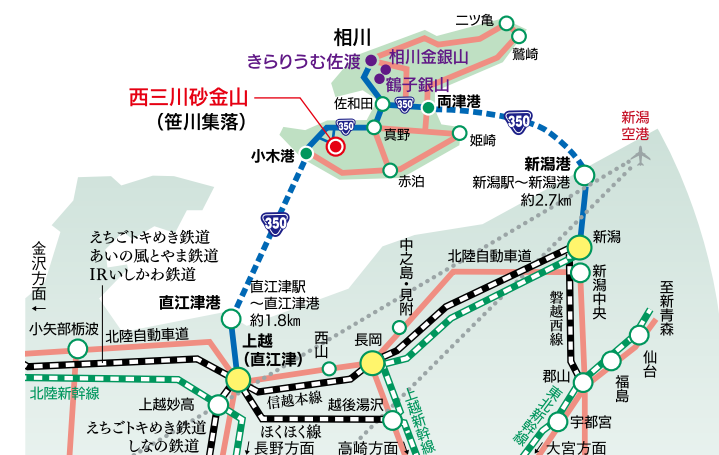 二ツ亀
鷲崎
相川
きらりうむ佐渡
相川金銀山
鶴子銀山
西三川砂金山
(笹川集落)
佐和田
350
両津港
350
真野
350
姫崎
新潟
空港
小木港
赤泊
新潟港
新潟駅～新潟港
約2.7㎞
350
えちごトキめき鉄道
あいの風とやま鉄道
IRいしかわ鉄道
金沢方面
←
中之島・見附
北陸自動車道
新潟
新潟中央
磐越西線
至新青森
直江津港
直江津駅
～直江津港
約1.8㎞
小矢部砺波
北陸自動車道
上越
(直江津)
西山
長岡
仙台
福島
郡山
北陸新幹線
信越本線
上越妙高
越後湯沢
上越新幹線
東北新幹線
宇都宮
えちごトキめき鉄道
しなの鉄道
ほくほく線
↓長野方面
高崎方面↓
↙大宮方面